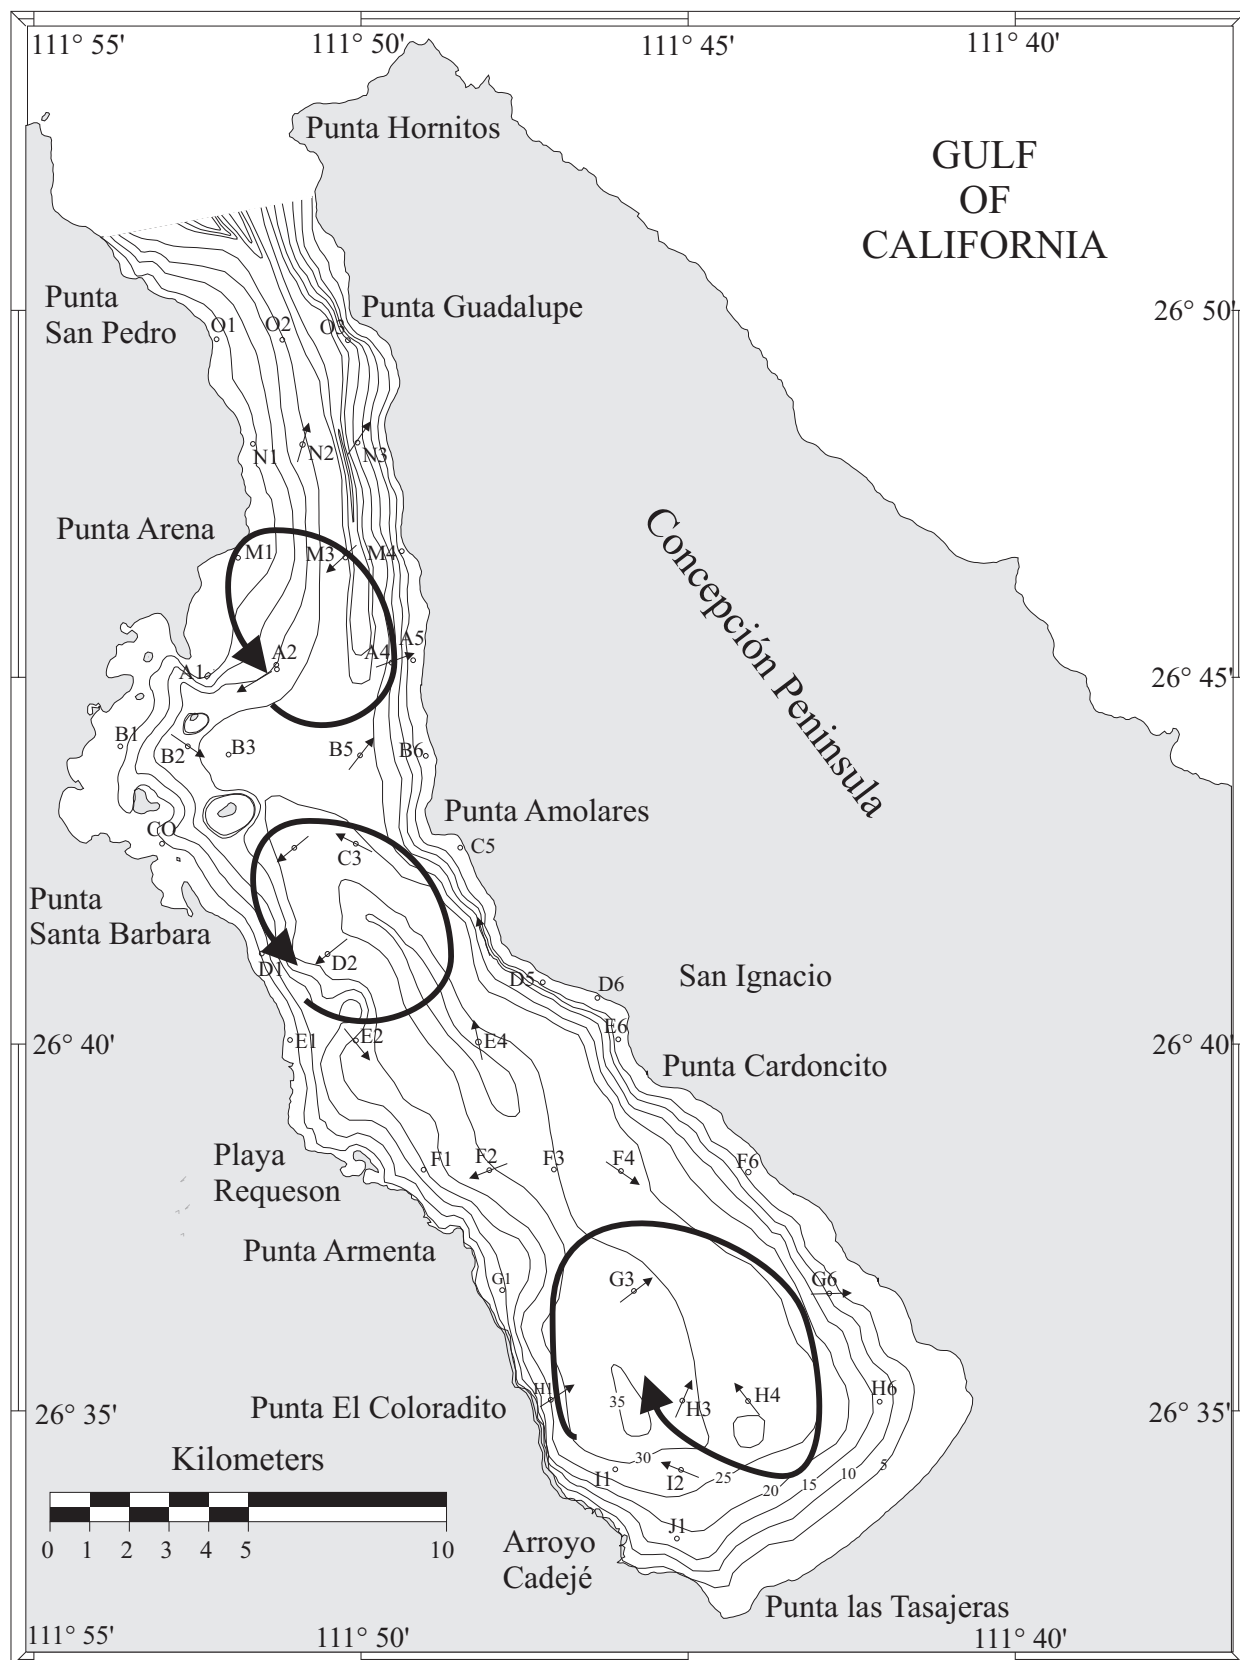 111° 55'
111° 50'
111° 45'
111° 40'
Punta Hornitos
GULF
OF
CALIFORNIA
Punta
San Pedro
Punta Guadalupe
26° 50'
O1
O2
O3
N1
N2
N3
Punta Arena
M1
M3
M4
Concepción Peninsula
A1
A2
A4
A5
26° 45'
B1
B2
B3
B5
B6
Punta Amolares
CO
C3
C5
Punta
Santa Barbara
D1
D2
D5
D6
San Ignacio
26° 40'
E1
E2
E4
E6
26° 40'
Punta Cardoncito
Playa
Requeson
F1
F2
F3
F4
F6
Punta Armenta
G1
G3
G6
Punta El Coloradito
H1
35
H3
H4
H6
26° 35'
26° 35'
Kilometers
0 1 2 3 4 5 10
I1
30
I2
25
20
15
10
5
J1
Arroyo
Cadejé
Punta las Tasajeras
111° 55'
111° 50'
111° 40'